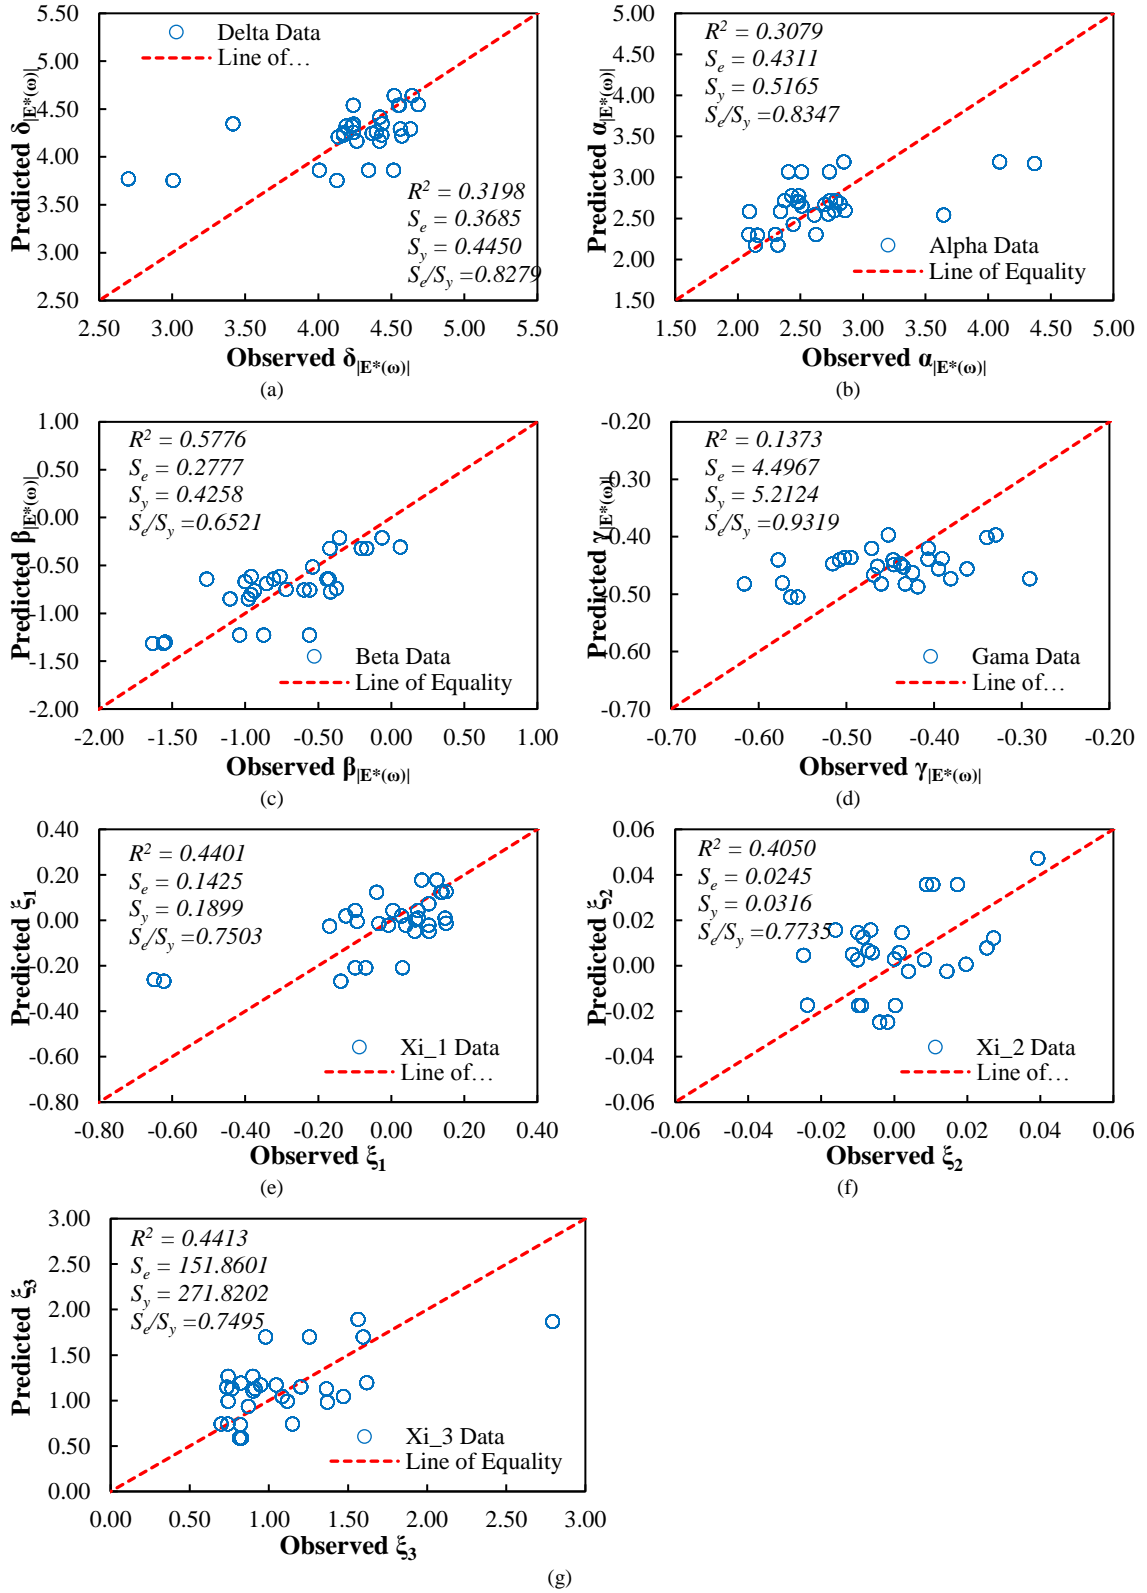 5.50
5.00
4.50
4.00
3.50
3.00
2.50
2.50 3.00 3.50 4.00 4.50 5.00 5.50
Predicted δ|E*(ω)|
Observed δ|E*(ω)|
Delta Data
Line of…
R² = 0.3198
Se = 0.3685
Sy = 0.4450
Se/Sy = 0.8279
(a)
5.00
4.50
4.00
3.50
3.00
2.50
2.00
1.50
1.50 2.00 2.50 3.00 3.50 4.00 4.50 5.00
Predicted α|E*(ω)|
Observed α|E*(ω)|
R² = 0.3079
Se = 0.4311
Sy = 0.5165
Se/Sy = 0.8347
Alpha Data
Line of Equality
(b)
1.00
0.50
0.00
-0.50
-1.00
-1.50
-2.00
-2.00 -1.50 -1.00 -0.50 0.00 0.50 1.00
Predicted β|E*(ω)|
Observed β|E*(ω)|
R² = 0.5776
Se = 0.2777
Sy = 0.4258
Se/Sy =0.6521
Beta Data
Line of Equality
(c)
-0.20
-0.30
-0.40
-0.50
-0.60
-0.70
-0.70 -0.60 -0.50 -0.40 -0.30 -0.20
Predicted γ|E*(ω)|
Observed γ|E*(ω)|
R² = 0.1373
Se = 4.4967
Sy = 5.2124
Se/Sy =0.9319
Gama Data
Line of…
(d)
0.40
0.20
0.00
-0.20
-0.40
-0.60
-0.80
-0.80 -0.60 -0.40 -0.20 0.00 0.20 0.40
Predicted ξ1
Observed ξ1
R² = 0.4401
Se = 0.1425
Sy = 0.1899
Se/Sy =0.7503
Xi_1 Data
Line of…
(e)
0.06
0.04
0.02
0.00
-0.02
-0.04
-0.06
-0.06 -0.04 -0.02 0.00 0.02 0.04 0.06
Predicted ξ2
Observed ξ2
R² = 0.4050
Se = 0.0245
Sy = 0.0316
Se/Sy =0.7735
Xi_2 Data
Line of…
(f)
3.00
2.50
2.00
1.50
1.00
0.50
0.00
0.00 0.50 1.00 1.50 2.00 2.50 3.00
Predicted ξ3
Observed ξ3
R² = 0.4413
Se = 151.8601
Sy = 271.8202
Se/Sy =0.7495
Xi_3 Data
Line of Equality
(g)